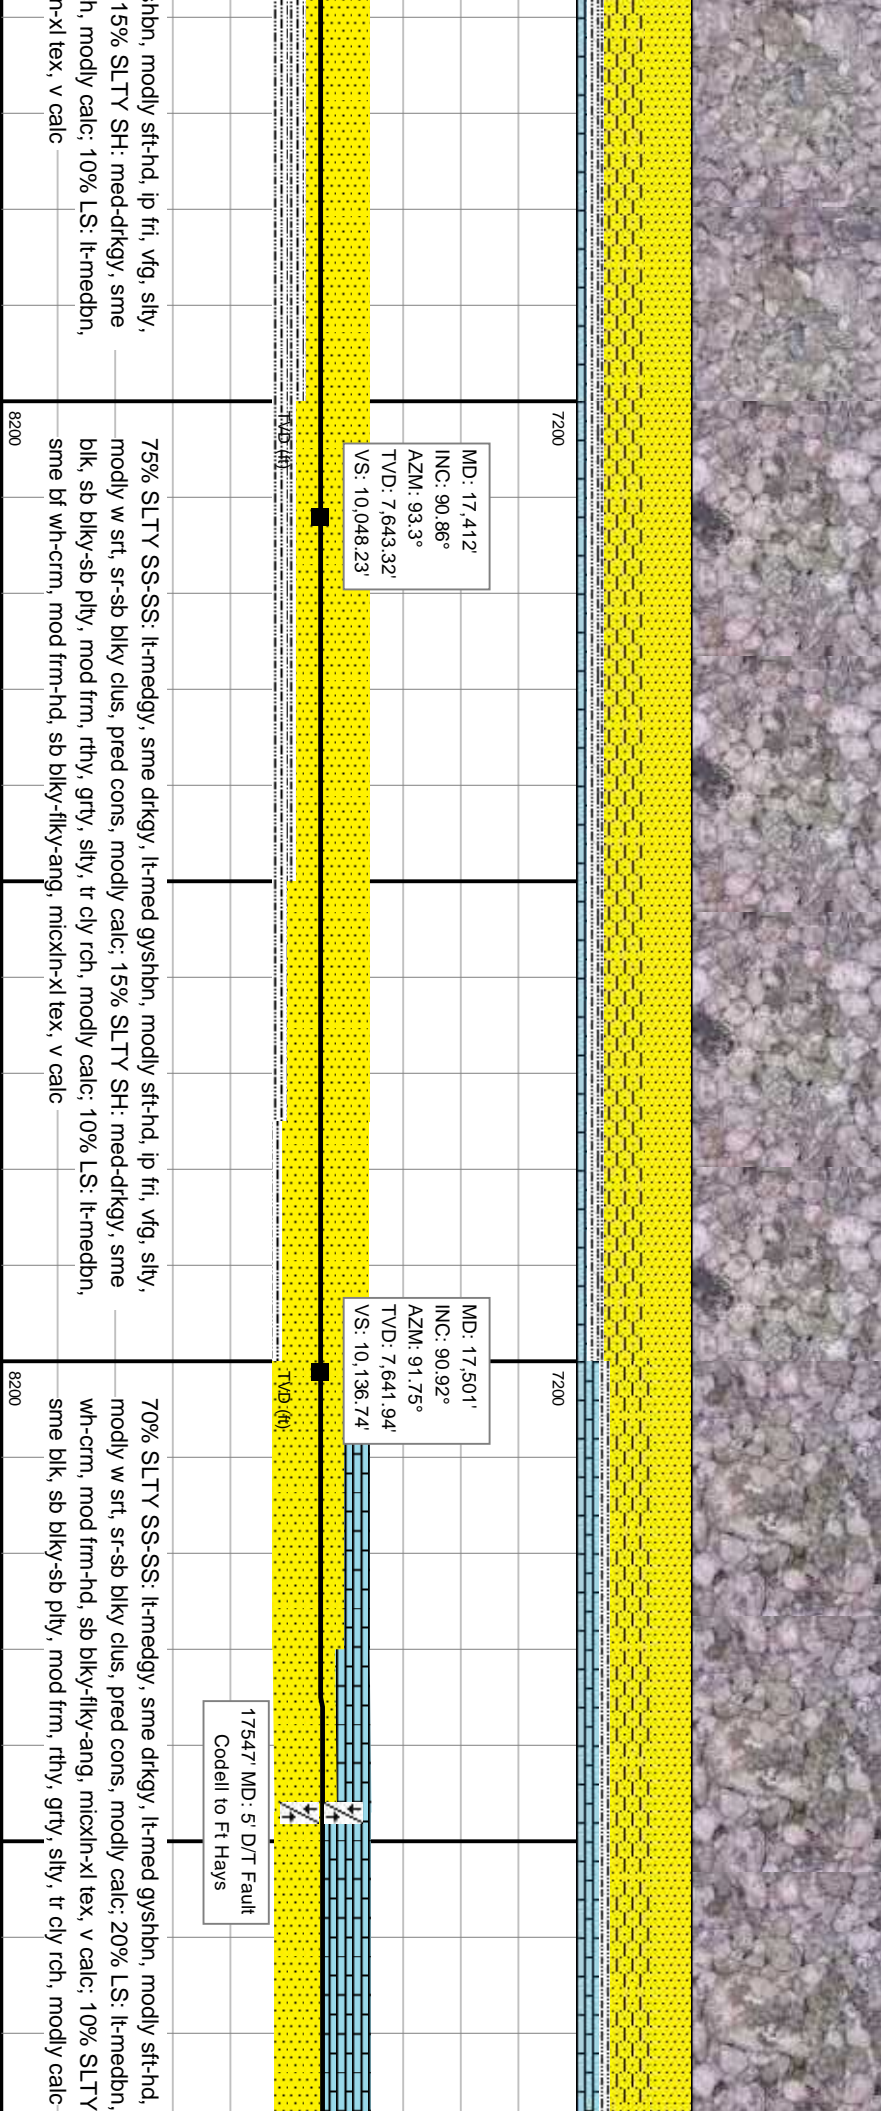 shbn, modly sft-hd, ip fri, vfg, slty,
15% SLTY SH: med-drkgy, sme
h, modly calc; 10% LS: lt-medbn,
n-xl tex, v calc
7200
MD: 17,412'
INC: 90.86°
AZM: 93.3°
TVD: 7,643.32'
VS: 10,048.23'
TVD (ft)
75% SLTY SS-SS: lt-medgy, sme drkgy, lt-med gyshbn, modly sft-hd, ip fri, vfg, slty,
modly w srt, sr-sb blky clus, pred cons, modly calc; 15% SLTY SH: med-drkgy, sme
blk, sb blky-sb plty, mod frm, rthy, grty, slty, tr cly rch, modly calc; 10% LS: lt-medbn,
sme bf wh-crm, mod frm-hd, sb blky-flky-ang, micxln-xl tex, v calc
8200
7200
MD: 17,501'
INC: 90.92°
AZM: 91.75°
TVD: 7,641.94'
VS: 10,136.74'
TVD (ft)
17547' MD: 5' D/T Fault
Codell to Ft Hays
70% SLTY SS-SS: lt-medgy, sme drkgy, lt-med gyshbn, modly sft-hd,
modly w srt, sr-sb blky clus, pred cons, modly calc; 20% LS: lt-medbn,
wh-crm, mod frm-hd, sb blky-flky-ang, micxln-xl tex, v calc; 10% SLTY
sme blk, sb blky-sb plty, mod frm, rthy, grty, slty, tr cly rch, modly calc
8200